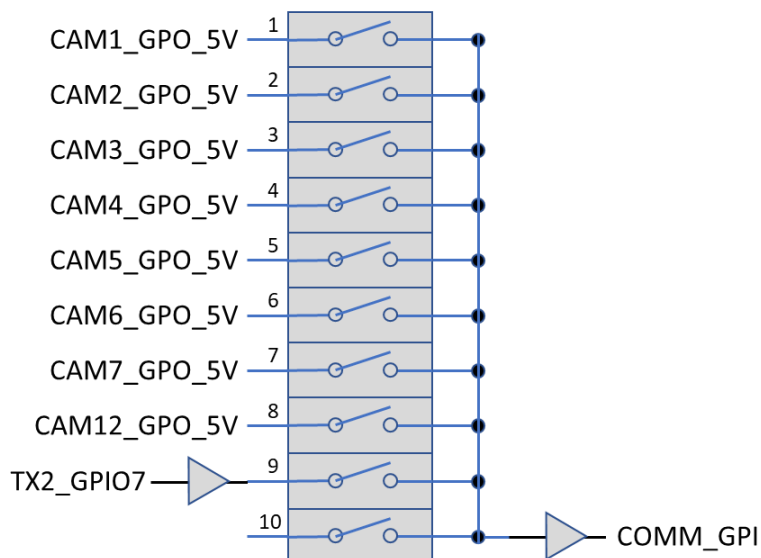 CAM1_GPO_5V 1
CAM2_GPO_5V 2
CAM3_GPO_5V 3
CAM4_GPO_5V 4
CAM5_GPO_5V 5
CAM6_GPO_5V 6
CAM7_GPO_5V 7
CAM12_GPO_5V 8
TX2_GPIO7 9
10 COMM_GPI